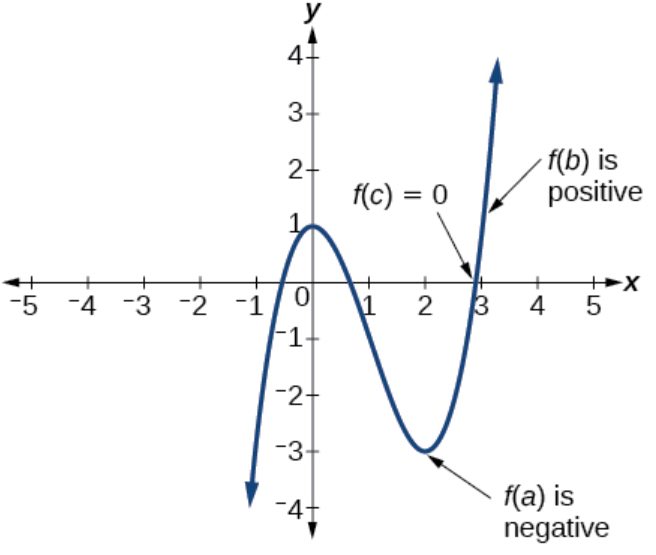 y
4
3
2
1
f(b) is
positive
f(c) = 0
x
−5 −4 −3 −2 −1 0 1 2 3 4 5
−1
−2
−3
−4
f(a) is
negative